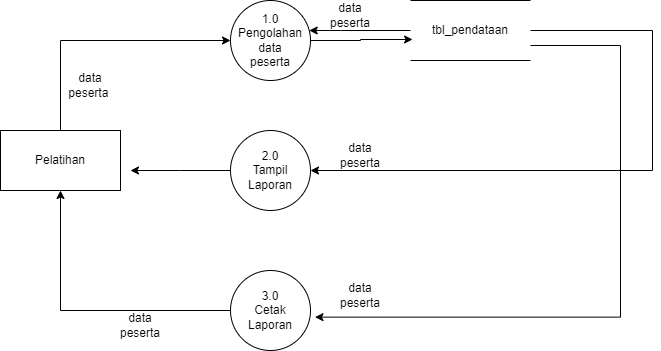 data
peserta
1.0
Pengolahan
data
peserta
data
peserta
tbl_pendataan
Pelatihan
2.0
Tampil
Laporan
data
peserta
3.0
Cetak
Laporan
data
peserta
data
peserta